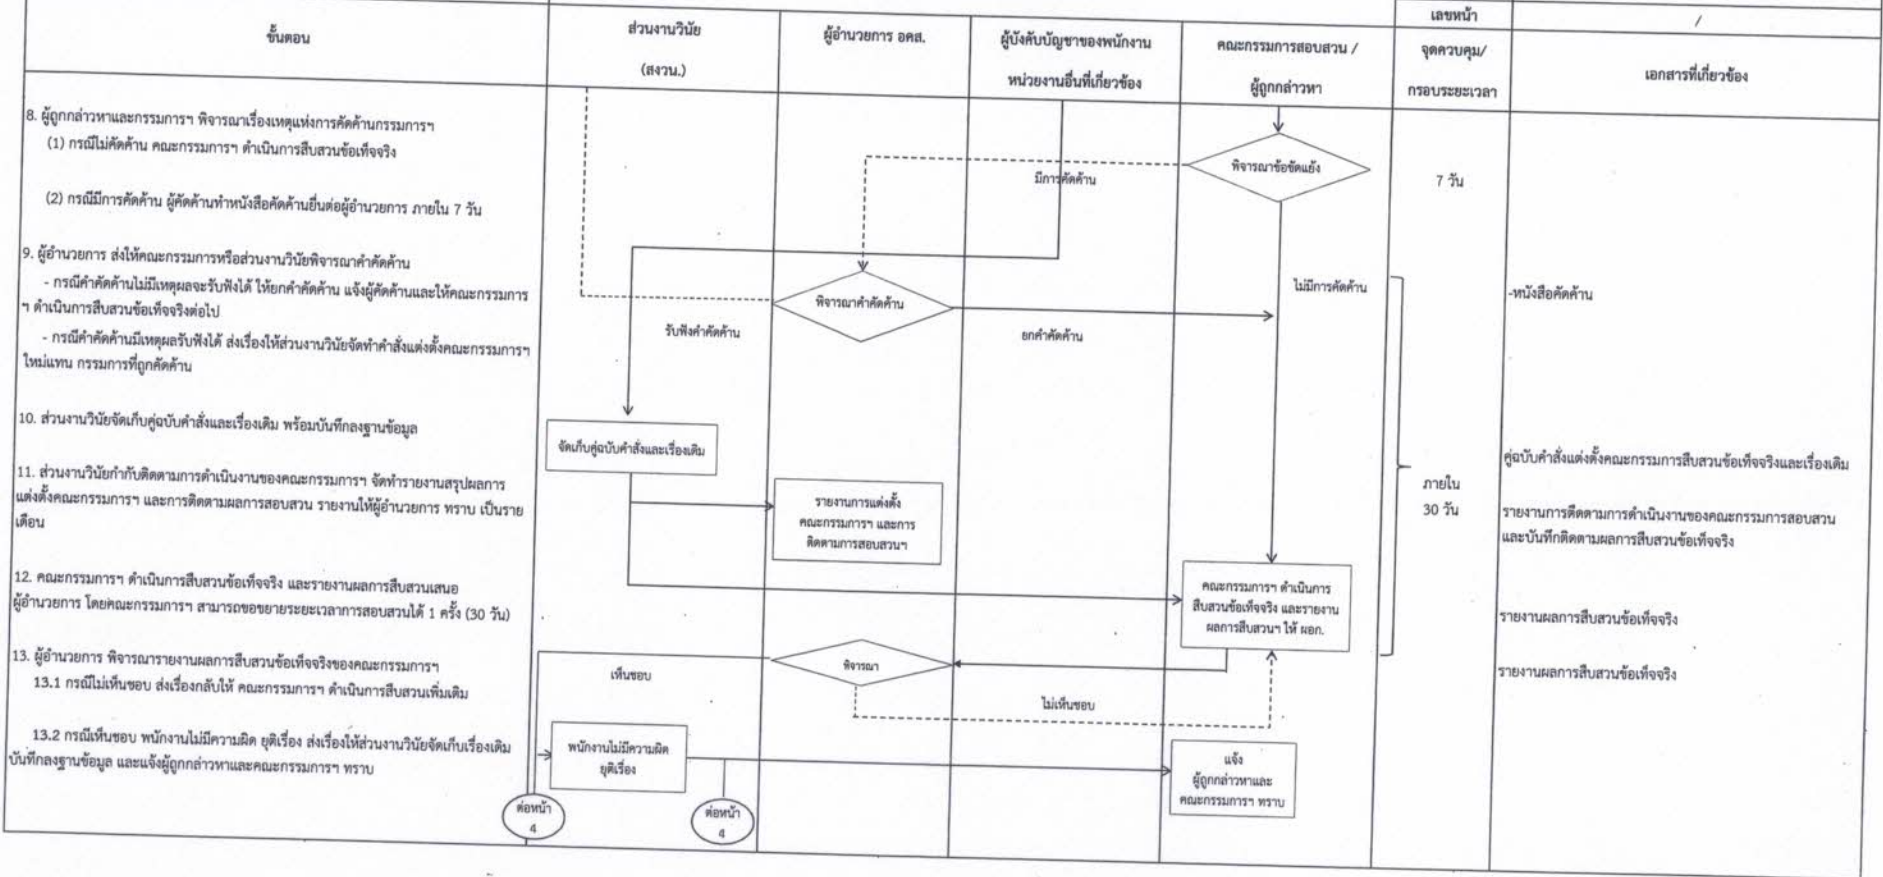 เลขหน้า /
ขั้นตอน
ส่วนงานวินัย
(สงวน.)
ผู้อำนวยการ อคส.
ผู้บังคับบัญชาของพนักงาน
หน่วยงานอื่นที่เกี่ยวข้อง
คณะกรรมการสอบสวน /
ผู้ถูกกล่าวหา
จุดควบคุม/
กรอบระยะเวลา
เอกสารที่เกี่ยวข้อง
8. ผู้ถูกกล่าวหาและกรรมการฯ พิจารณาเรื่องเหตุแห่งการคัดค้านกรรมการฯ
(1) กรณีไม่คัดค้าน คณะกรรมการฯ ดำเนินการสืบสวนข้อเท็จจริง
(2) กรณีมีการคัดค้าน ผู้คัดค้านทำหนังสือคัดค้านยื่นต่อผู้อำนวยการ ภายใน 7 วัน
9. ผู้อำนวยการ ส่งให้คณะกรรมการหรือส่วนงานวินัยพิจารณาคำคัดค้าน
- กรณีคำคัดค้านไม่มีเหตุผลจะรับฟังได้ ให้ยกคำคัดค้าน แจ้งผู้คัดค้านและให้คณะกรรมการ
ฯ ดำเนินการสืบสวนข้อเท็จจริงต่อไป
- กรณีคำคัดค้านมีเหตุผลรับฟังได้ ส่งเรื่องให้ส่วนงานวินัยจัดทำคำสั่งแต่งตั้งคณะกรรมการฯ
ใหม่แทน กรรมการที่ถูกคัดค้าน
10. ส่วนงานวินัยจัดเก็บคู่ฉบับคำสั่งและเรื่องเดิม พร้อมบันทึกลงฐานข้อมูล
11. ส่วนงานวินัยกำกับติดตามการดำเนินงานของคณะกรรมการฯ จัดทำรายงานสรุปผลการ
แต่งตั้งคณะกรรมการฯ และการติดตามผลการสอบสวน รายงานให้ผู้อำนวยการ ทราบ เป็นราย
เดือน
12. คณะกรรมการฯ ดำเนินการสืบสวนข้อเท็จจริง และรายงานผลการสืบสวนเสนอ
ผู้อำนวยการ โดยคณะกรรมการฯ สามารถขอขยายระยะเวลาการสอบสวนได้ 1 ครั้ง (30 วัน)
13. ผู้อำนวยการ พิจารณารายงานผลการสืบสวนข้อเท็จจริงของคณะกรรมการฯ
13.1 กรณีไม่เห็นชอบ ส่งเรื่องกลับให้ คณะกรรมการฯ ดำเนินการสืบสวนเพิ่มเติม
13.2 กรณีเห็นชอบ พนักงานไม่มีความผิด ยุติเรื่อง ส่งเรื่องให้ส่วนงานวินัยจัดเก็บเรื่องเดิม
บันทึกลงฐานข้อมูล และแจ้งผู้ถูกกล่าวหาและคณะกรรมการฯ ทราบ
พิจารณาข้อขัดแย้ง
มีการคัดค้าน
7 วัน
พิจารณาคำคัดค้าน
ไม่มีการคัดค้าน
-หนังสือคัดค้าน
รับฟังคำคัดค้าน
ยกคำคัดค้าน
จัดเก็บคู่ฉบับคำสั่งและเรื่องเดิม
คู่ฉบับคำสั่งแต่งตั้งคณะกรรมการสืบสวนข้อเท็จจริงและเรื่องเดิม
รายงานการแต่งตั้ง
คณะกรรมการฯ และการ
ติดตามการสอบสวนฯ
ภายใน
30 วัน
รายงานการติดตามการดำเนินงานของคณะกรรมการสอบสวน
และบันทึกติดตามผลการสืบสวนข้อเท็จจริง
คณะกรรมการฯ ดำเนินการ
สืบสวนข้อเท็จจริง และรายงาน
ผลการสืบสวนฯ ให้ ผอก.
รายงานผลการสืบสวนข้อเท็จจริง
เห็นชอบ
พิจารณา
รายงานผลการสืบสวนข้อเท็จจริง
ไม่เห็นชอบ
พนักงานไม่มีความผิด
ยุติเรื่อง
แจ้ง
ผู้ถูกกล่าวหาและ
คณะกรรมการฯ ทราบ
ต่อหน้า
4
ต่อหน้า
4